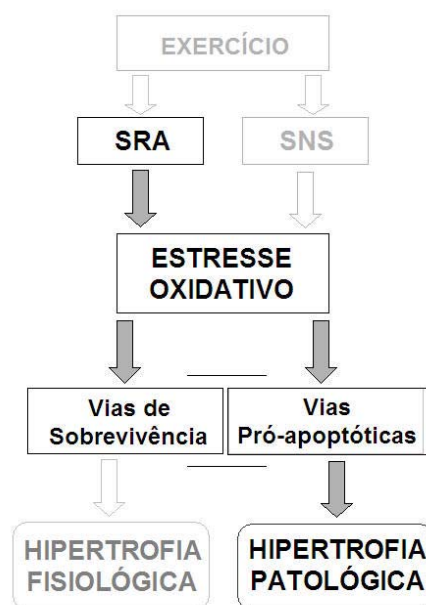 EXERCÍCIO
SRA
SNS
ESTRESSE
OXIDATIVO
Vias de
Sobrevivência
Vias
Pró-apoptóticas
HIPERTROFIA
FISIOLÓGICA
HIPERTROFIA
PATOLÓGICA